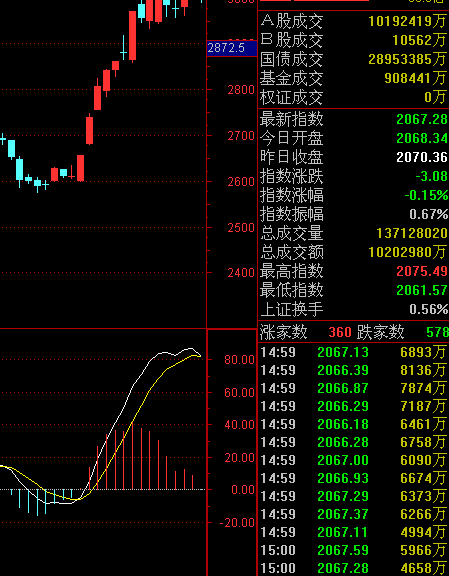 2872.5
2800
2700
2600
2500
2400
80.00
60.00
40.00
20.00
0.00
-20.00
A股成交 10192419万
B股成交 10562万
国债成交 28953385万
基金成交 908441万
权证成交 0万
最新指数 2067.28
今日开盘 2068.34
昨日收盘 2070.36
指数涨跌 -3.08
指数涨幅 -0.15%
指数振幅 0.67%
总成交量 137128020
总成交额 10202980万
最高指数 2075.49
最低指数 2061.57
上证换手 0.56%
涨家数 360 跌家数 578
14:59 2067.13 6893万
14:59 2066.39 8136万
14:59 2066.87 7874万
14:59 2066.29 7187万
14:59 2066.18 6461万
14:59 2066.28 6758万
14:59 2067.00 6090万
14:59 2066.93 6674万
14:59 2067.29 6373万
14:59 2067.37 6266万
14:59 2067.11 4994万
15:00 2067.59 5966万
15:00 2067.28 4658万